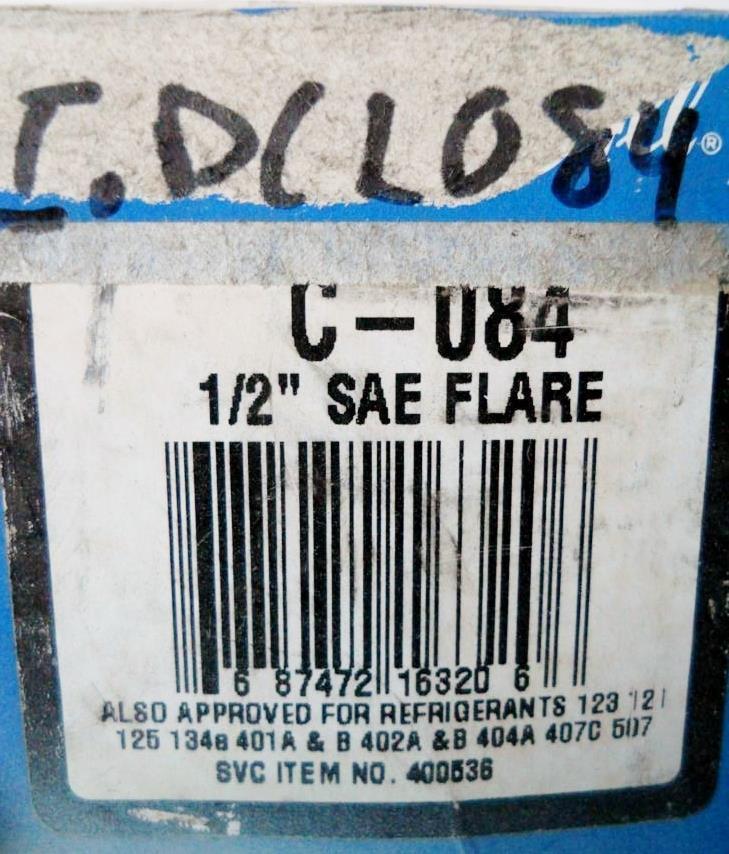 I.DCL084
®
C-084
1/2" SAE FLARE
6 87472 16320 6
ALSO APPROVED FOR REFRIGERANTS 123 121
125 134a 401A & B 402A &B 404A 407C 507
SVC ITEM NO. 400536